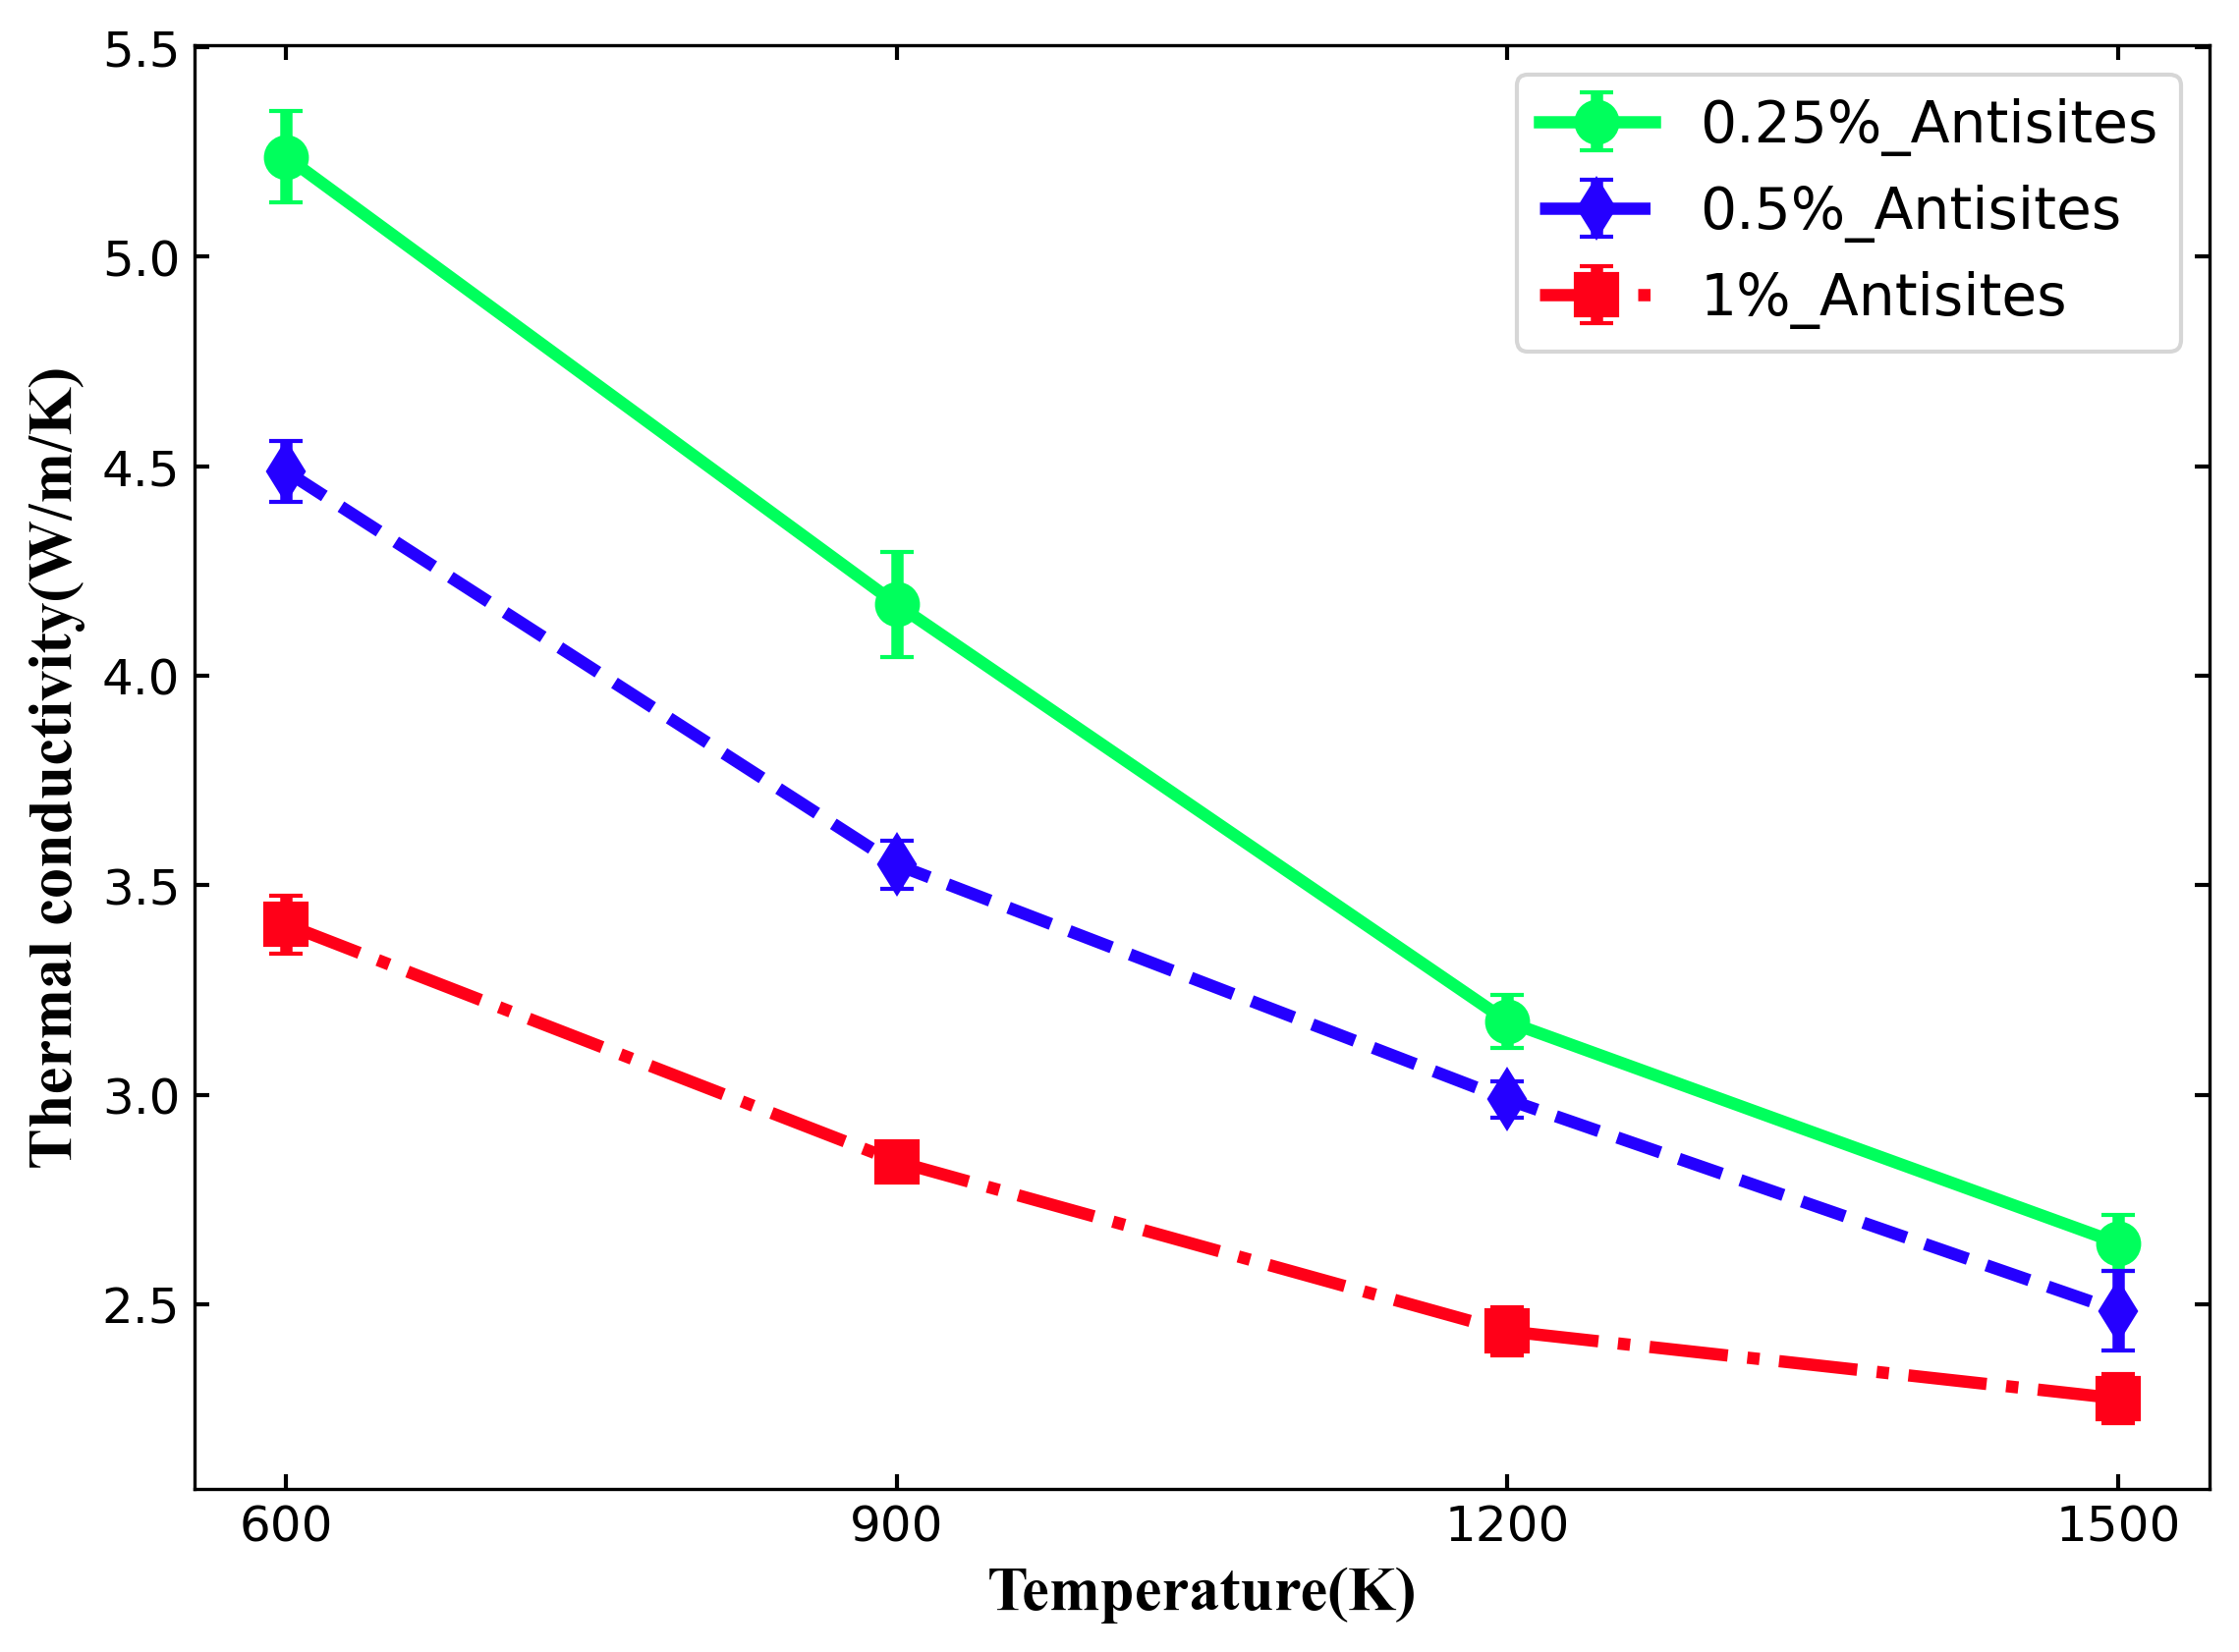 5.5
5.0
4.5
4.0
3.5
3.0
2.5
600
900
1200
1500
Temperature(K)
Thermal conductivity(W/m/K)
0.25%_Antisites
0.5%_Antisites
1%_Antisites